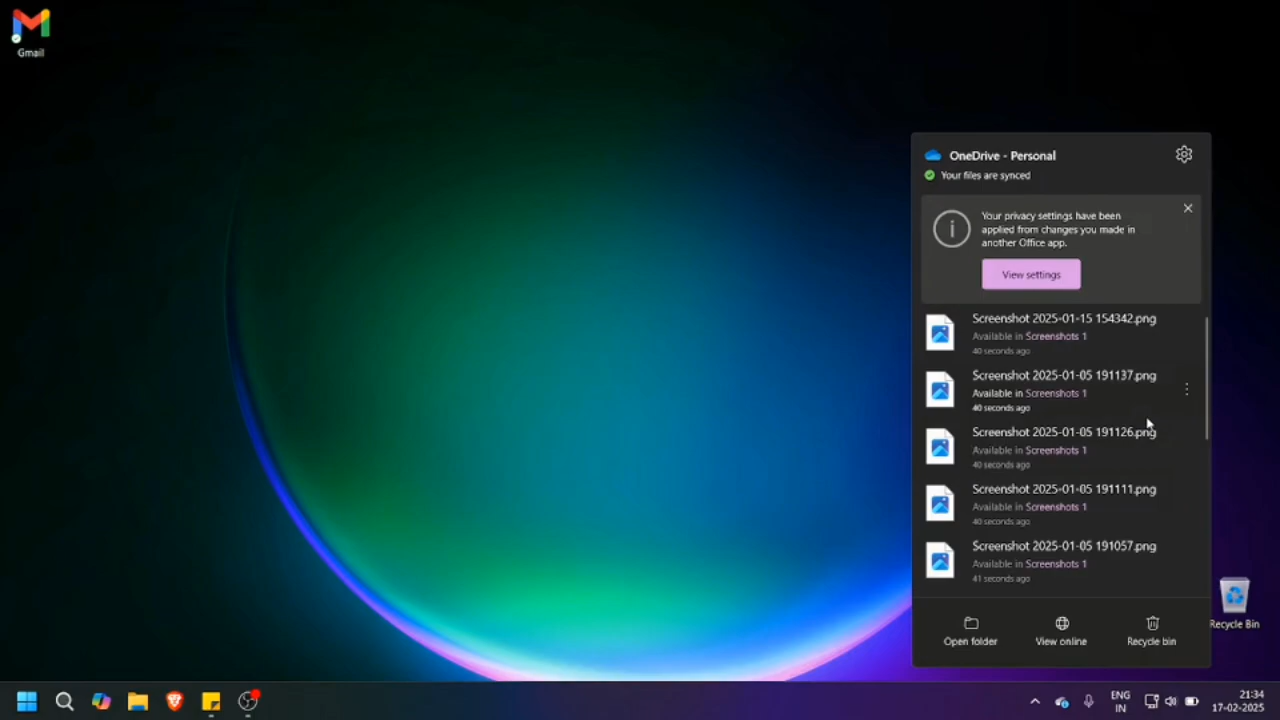 Gmail
OneDrive - Personal
Your files are synced
Your privacy settings have been
applied from changes you made in
another Office app.
View settings
Screenshot 2025-01-15 154342.png
Available in Screenshots 1
40 seconds ago
Screenshot 2025-01-05 191137.png
Available in Screenshots 1
40 seconds ago
Screenshot 2025-01-05 191126.png
Available in Screenshots 1
40 seconds ago
Screenshot 2025-01-05 191111.png
Available in Screenshots 1
40 seconds ago
Screenshot 2025-01-05 191057.png
Available in Screenshots 1
41 seconds ago
Open folder
View online
Recycle bin
Recycle Bin
ENG
IN
21:34
17-02-2025